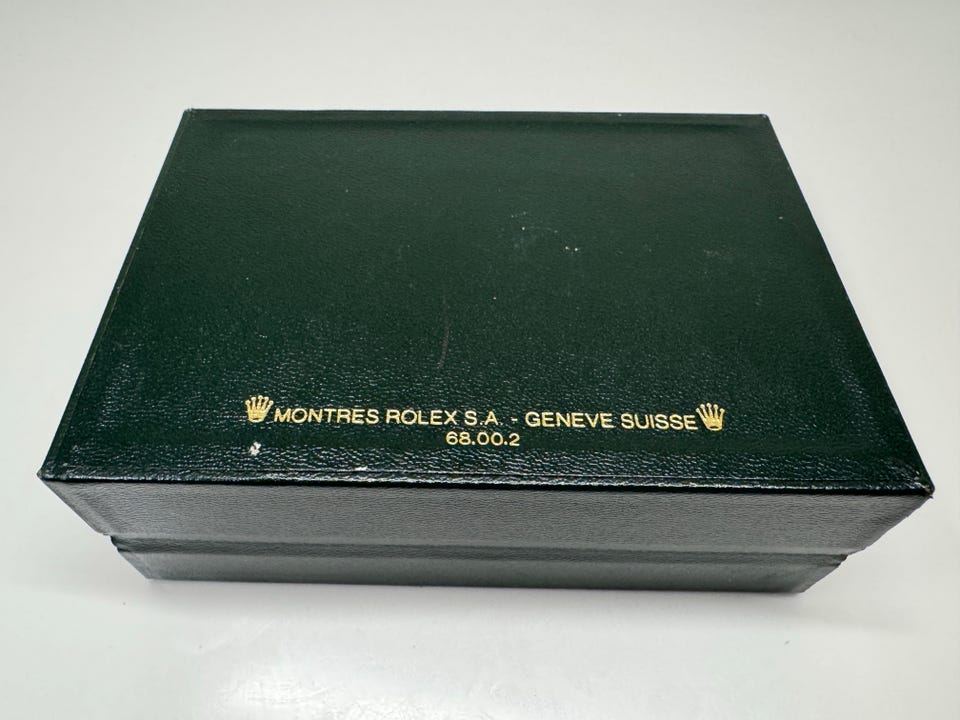 MONTRES ROLEX S.A. - GENEVE SUISSE
68.00.2